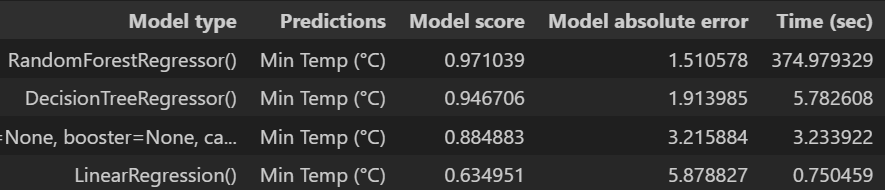 Model type Predictions Model score Model absolute error Time (sec)
RandomForestRegressor() Min Temp (°C) 0.971039 1.510578 374.979329
DecisionTreeRegressor() Min Temp (°C) 0.946706 1.913985 5.782608
=None, booster=None, ca... Min Temp (°C) 0.884883 3.215884 3.233922
LinearRegression() Min Temp (°C) 0.634951 5.878827 0.750459